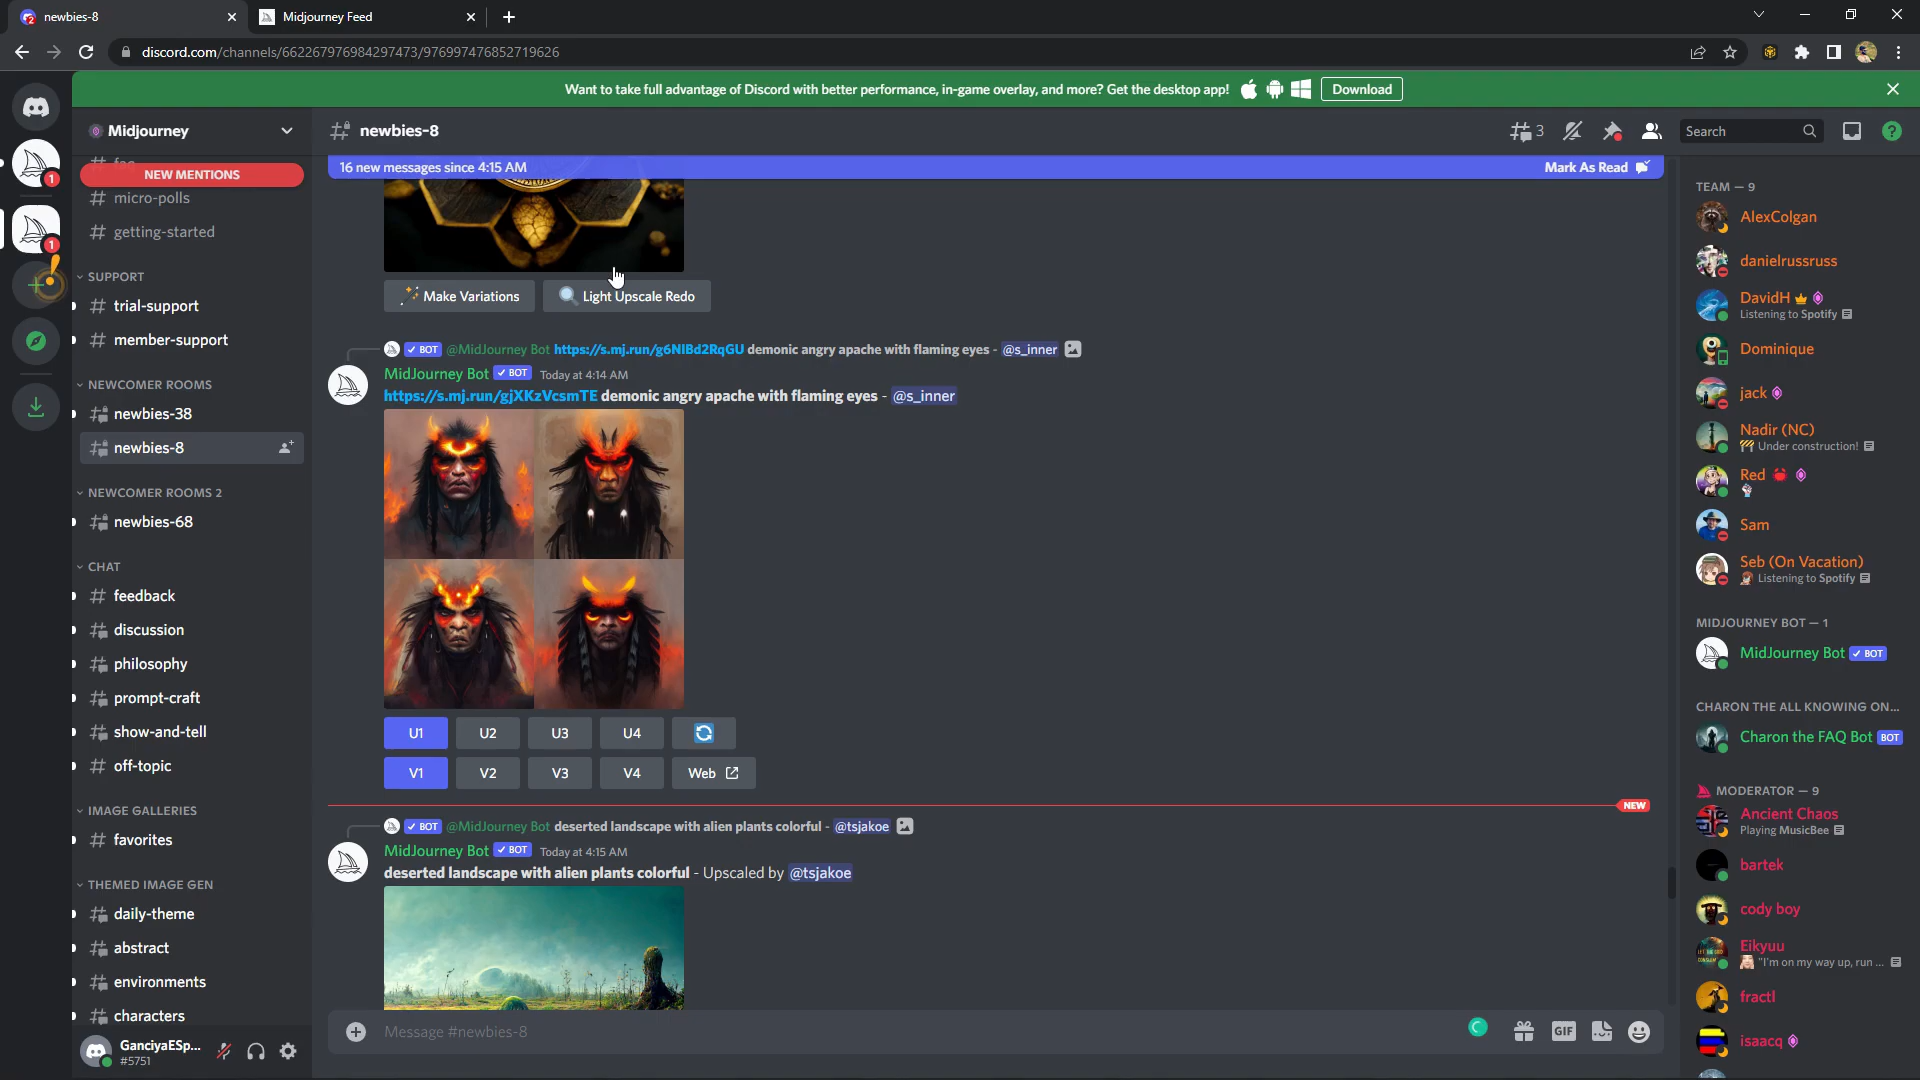 newbies-8
Midjourney Feed
discord.com/channels/662267976984297473/976997476852719626
Want to take full advantage of Discord with better performance, in-game overlay, and more? Get the desktop app!
Download
Midjourney
NEW MENTIONS
micro-polls
getting-started
SUPPORT
trial-support
member-support
NEWCOMER ROOMS
newbies-38
newbies-8
NEWCOMER ROOMS 2
newbies-68
CHAT
feedback
discussion
philosophy
prompt-craft
show-and-tell
off-topic
IMAGE GALLERIES
favorites
THEMED IMAGE GEN
daily-theme
abstract
environments
characters
GanciyaESp...
#5751
newbies-8
3
Search
16 new messages since 4:15 AM
Mark As Read
Make Variations
Light Upscale Redo
BOT @MidJourney Bot https://s.mj.run/g6NIBd2RqGU demonic angry apache with flaming eyes - @s_inner
MidJourney Bot BOT Today at 4:14 AM
https://s.mj.run/gjXKzVcsmTE demonic angry apache with flaming eyes - @s_inner
U1 U2 U3 U4
V1 V2 V3 V4 Web
NEW
BOT @MidJourney Bot deserted landscape with alien plants colorful - @tsjakoe
MidJourney Bot BOT Today at 4:15 AM
deserted landscape with alien plants colorful - Upscaled by @tsjakoe
Message #newbies-8
GIF
TEAM — 9
AlexColgan
danielrussruss
DavidH
Listening to Spotify
Dominique
jack
Nadir (NC)
Under construction!
Red
Sam
Seb (On Vacation)
Listening to Spotify
MIDJOURNEY BOT — 1
MidJourney Bot BOT
CHARON THE ALL KNOWING ON...
Charon the FAQ Bot BOT
MODERATOR — 9
Ancient Chaos
Playing MusicBee
bartek
cody boy
Eikyuu
"I'm on my way up, run ...
fractl
isaacq